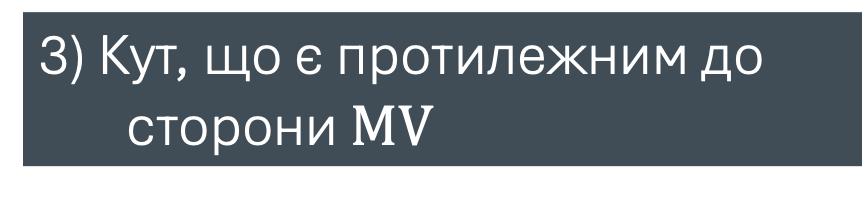 3) Кут, що є протилежним до
сторони MV